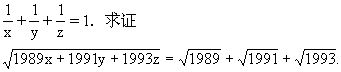 1/x + 1/y + 1/z = 1. 求证
√(1989x + 1991y + 1993z) = √1989 + √1991 + √1993.